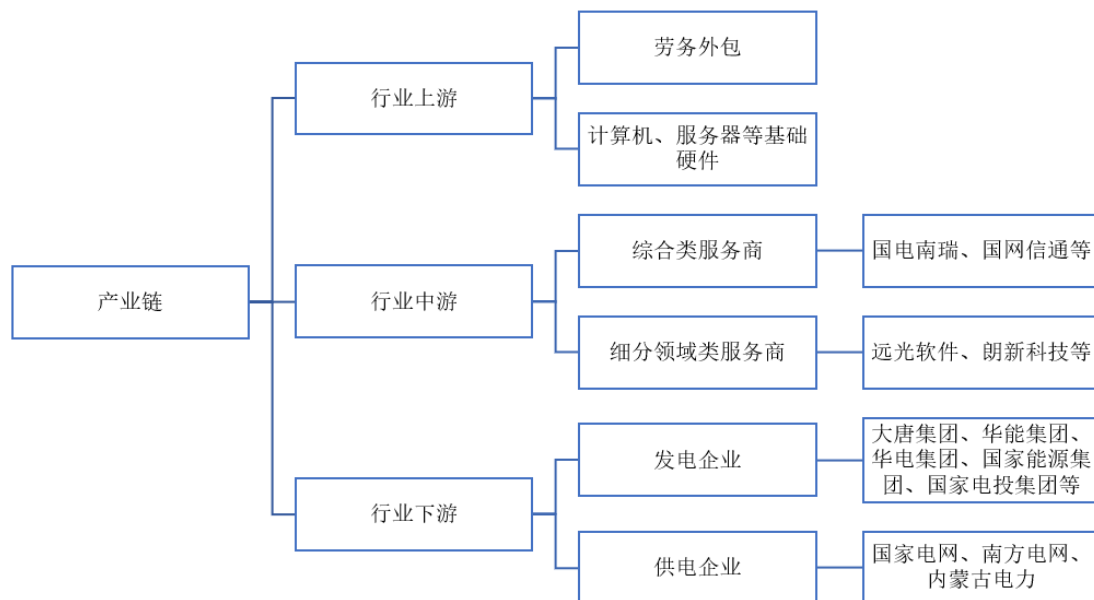 劳务外包
行业上游
计算机、服务器等基础
硬件
综合类服务商
国电南瑞、国网信通等
产业链
行业中游
细分领域类服务商
远光软件、朗新科技等
发电企业
大唐集团、华能集团、
华电集团、国家能源集
团、国家电投集团等
行业下游
供电企业
国家电网、南方电网、
内蒙古电力